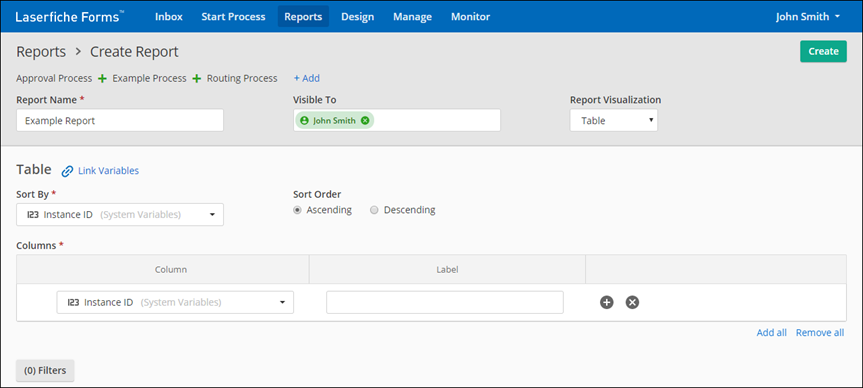 Laserfiche Forms™ Inbox Start Process Reports Design Manage Monitor John Smith
Reports > Create Report Create
Approval Process + Example Process + Routing Process + Add
Report Name * Visible To Report Visualization
Example Report John Smith Table
Table Link Variables
Sort By * Sort Order
123 Instance ID (System Variables) Ascending Descending
Columns *
Column Label
123 Instance ID (System Variables)
Add all Remove all
(0) Filters